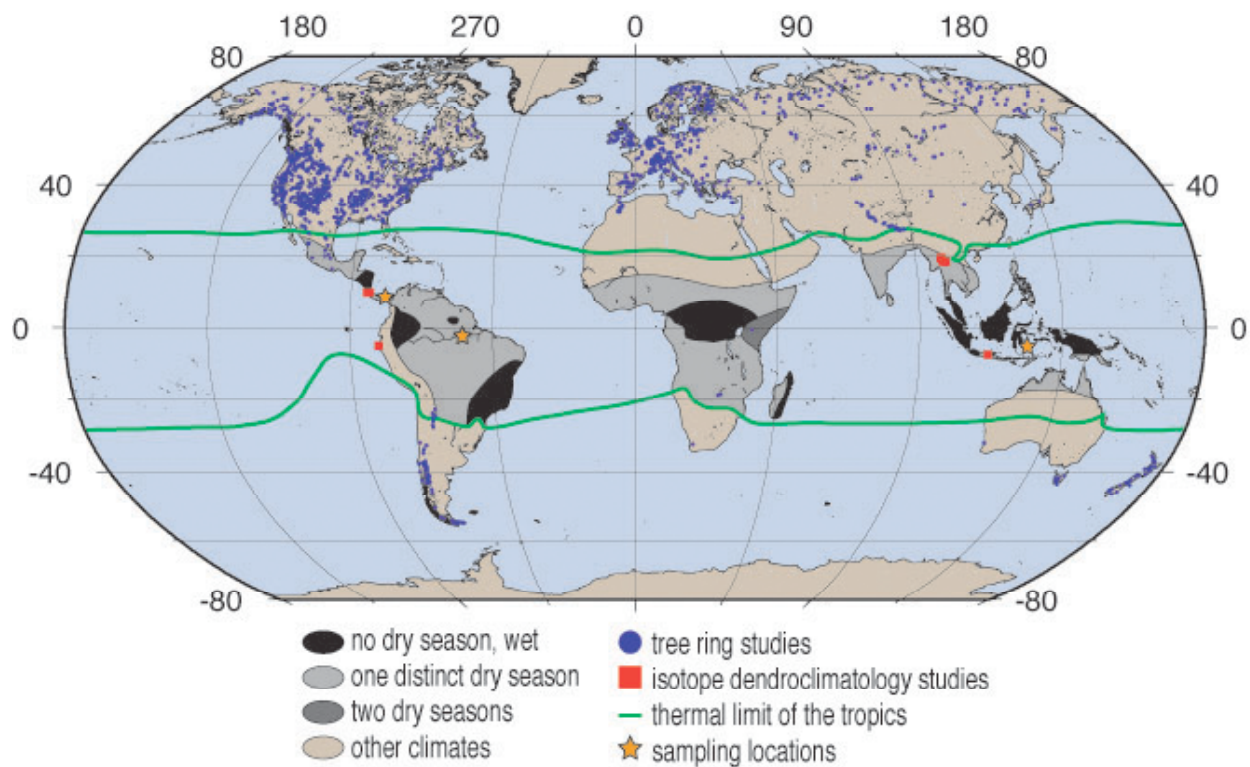 180 270 0 90 180
80 80
40 40
0 0
-40 -40
-80 -80
no dry season, wet
one distinct dry season
two dry seasons
other climates
tree ring studies
isotope dendroclimatology studies
thermal limit of the tropics
sampling locations